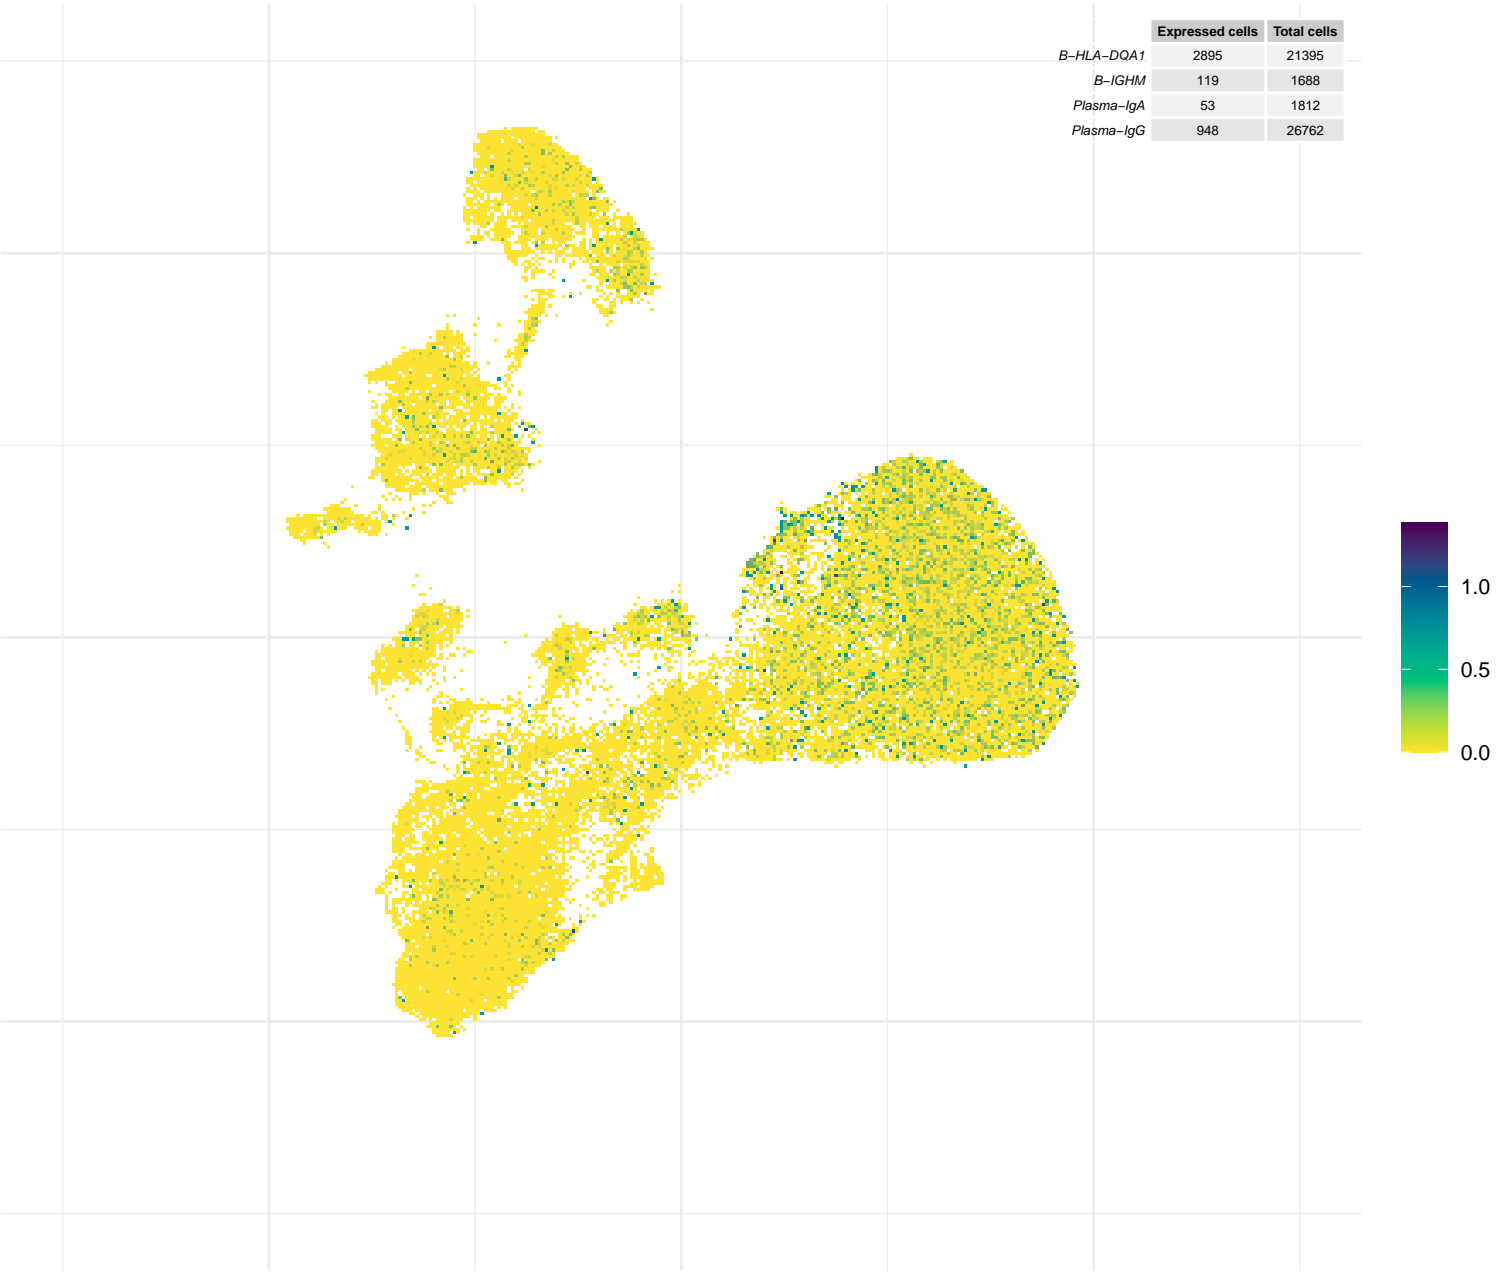 Expressed cells Total cells
B−HLA−DQA1 2895 21395
B−IGHM 119 1688
Plasma−IgA 53 1812
Plasma−IgG 948 26762
1.0
0.5
0.0